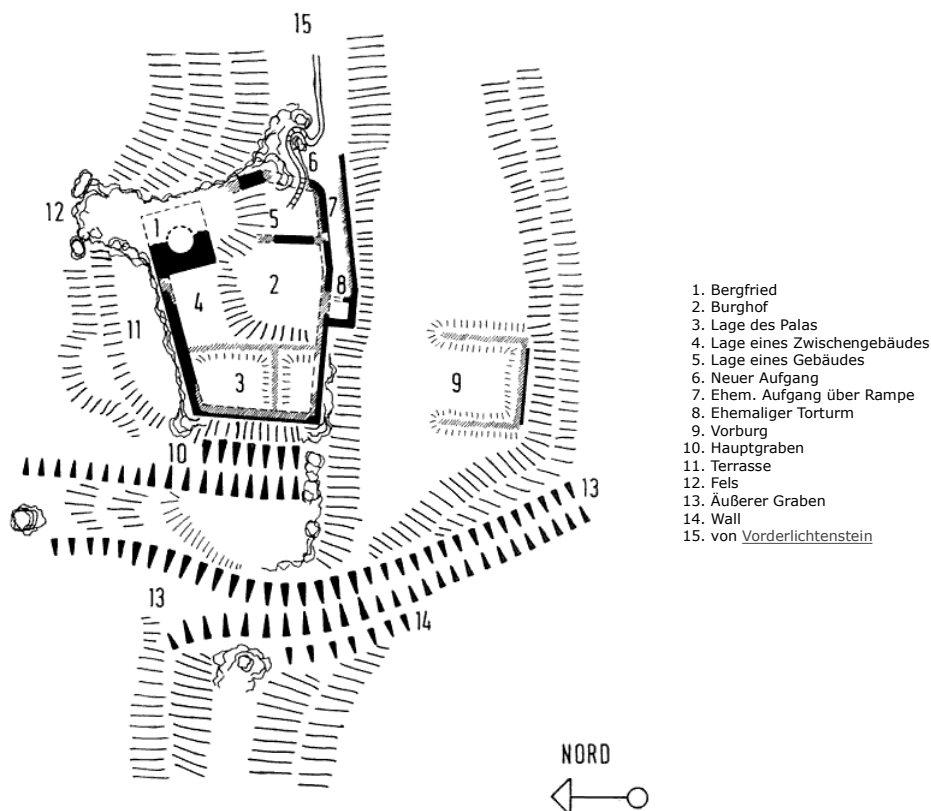 15
6
12
7
1
5
8
2
4
11
3
9
10
13
13
14
NORD
1. Bergfried
2. Burghof
3. Lage des Palas
4. Lage eines Zwischengebäudes
5. Lage eines Gebäudes
6. Neuer Aufgang
7. Ehem. Aufgang über Rampe
8. Ehemaliger Torturm
9. Vorburg
10. Hauptgraben
11. Terrasse
12. Fels
13. Äußerer Graben
14. Wall
15. von Vorderlichtenstein